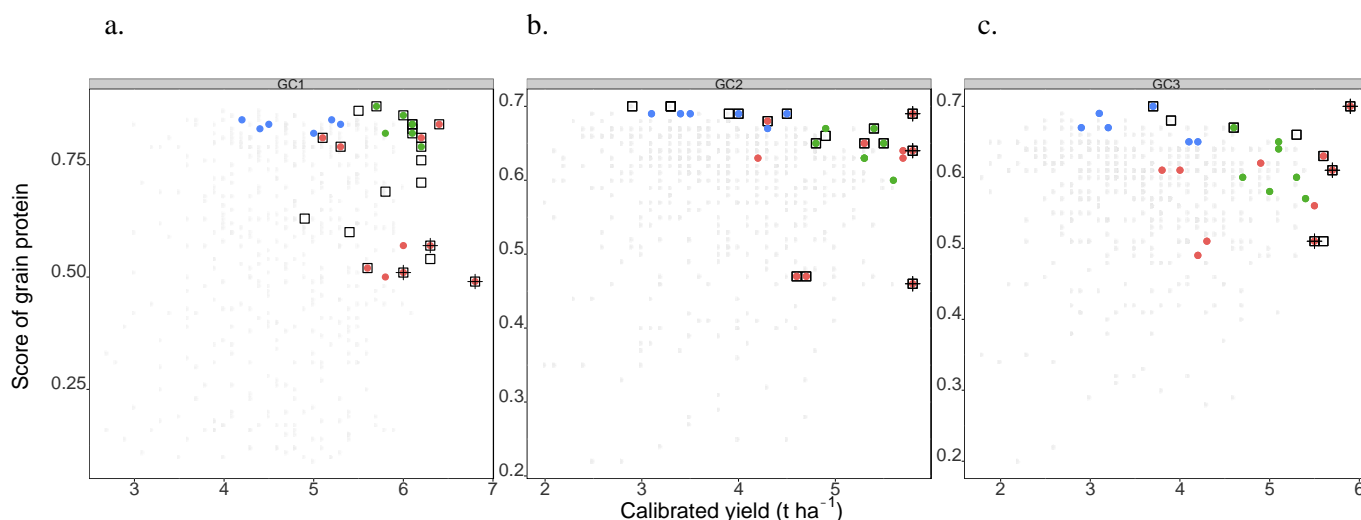 a. b. c.
GC1 GC2 GC3
Score of grain protein
0.75
0.50
0.25
3 4 5 6 7
0.7
0.6
0.5
0.4
0.3
0.2
2 3 4 5
0.7
0.6
0.5
0.4
0.3
0.2
2 3 4 5 6
Calibrated yield (t ha⁻¹)